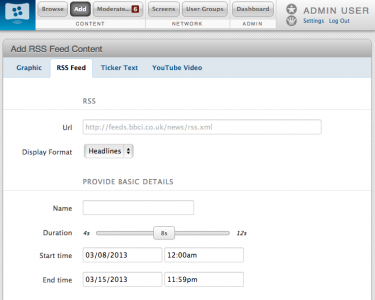 Browse Add Moderate... 6 Screens User Groups Dashboard ADMIN USER
CONTENT NETWORK ADMIN Settings Log Out
Add RSS Feed Content
Graphic RSS Feed Ticker Text YouTube Video
RSS
Url http://feeds.bbci.co.uk/news/rss.xml
Display Format Headlines
PROVIDE BASIC DETAILS
Name
Duration 4s 8s 12s
Start time 03/08/2013 12:00am
End time 03/15/2013 11:59pm